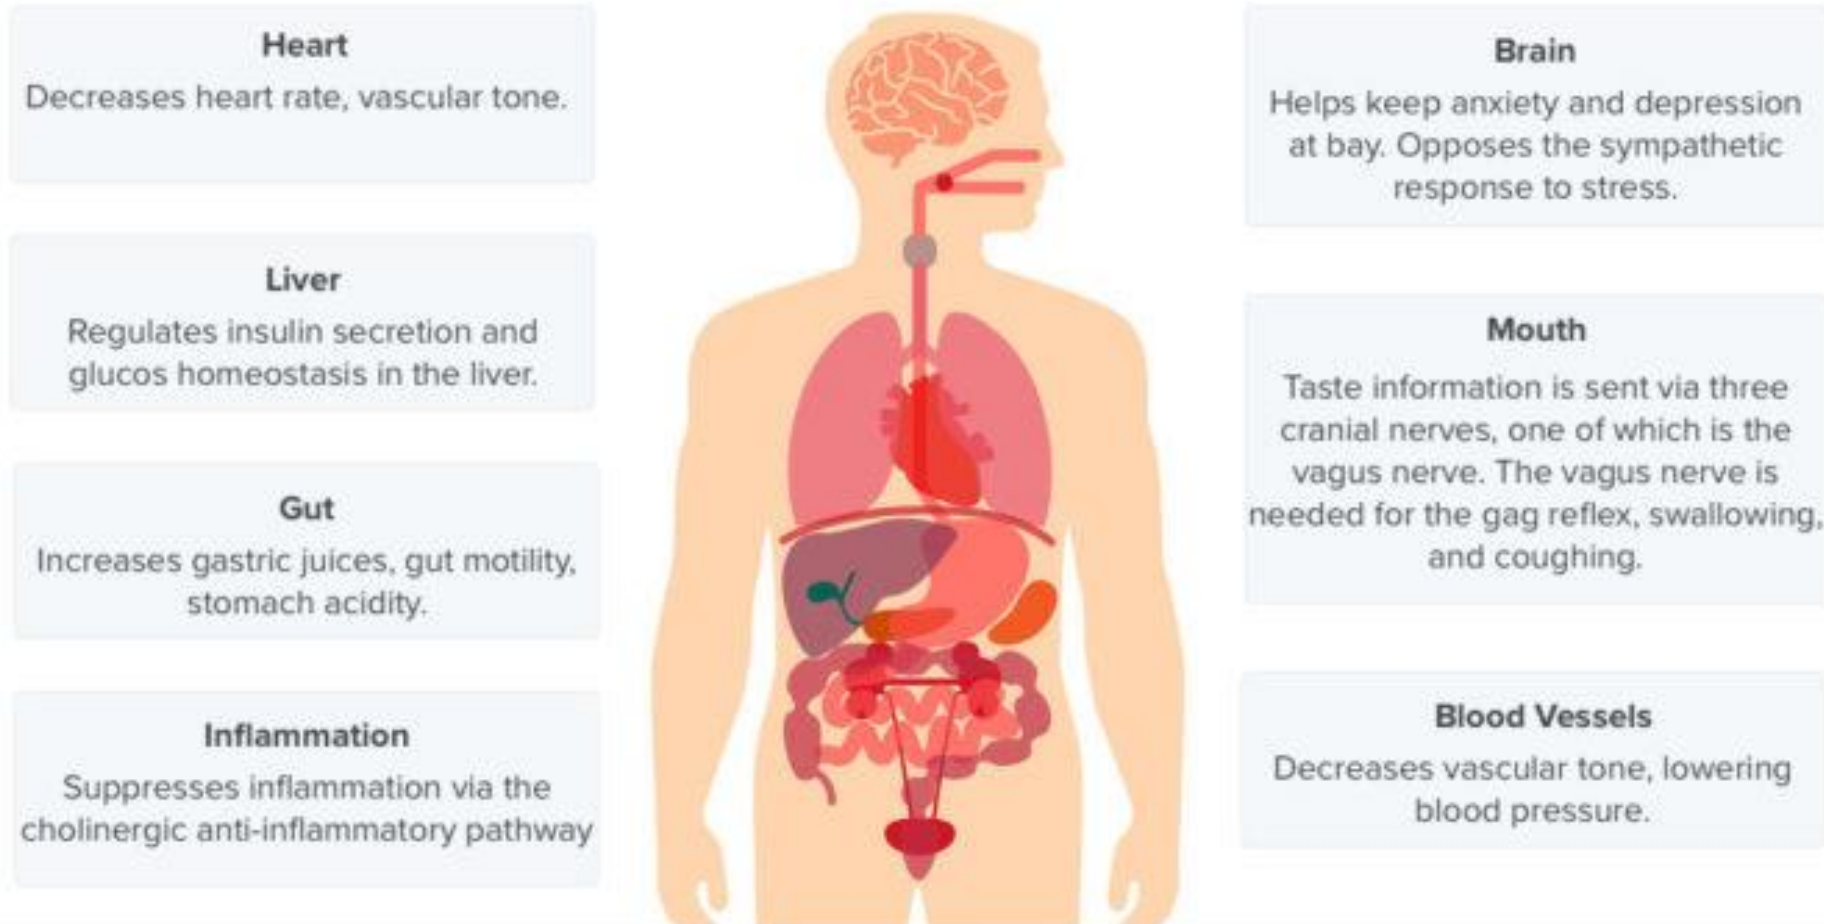 Heart
Decreases heart rate, vascular tone.
Liver
Regulates insulin secretion and
glucos homeostasis in the liver.
Gut
Increases gastric juices, gut motility,
stomach acidity.
Inflammation
Suppresses inflammation via the
cholinergic anti-inflammatory pathway
Brain
Helps keep anxiety and depression
at bay. Opposes the sympathetic
response to stress.
Mouth
Taste information is sent via three
cranial nerves, one of which is the
vagus nerve. The vagus nerve is
needed for the gag reflex, swallowing,
and coughing.
Blood Vessels
Decreases vascular tone, lowering
blood pressure.